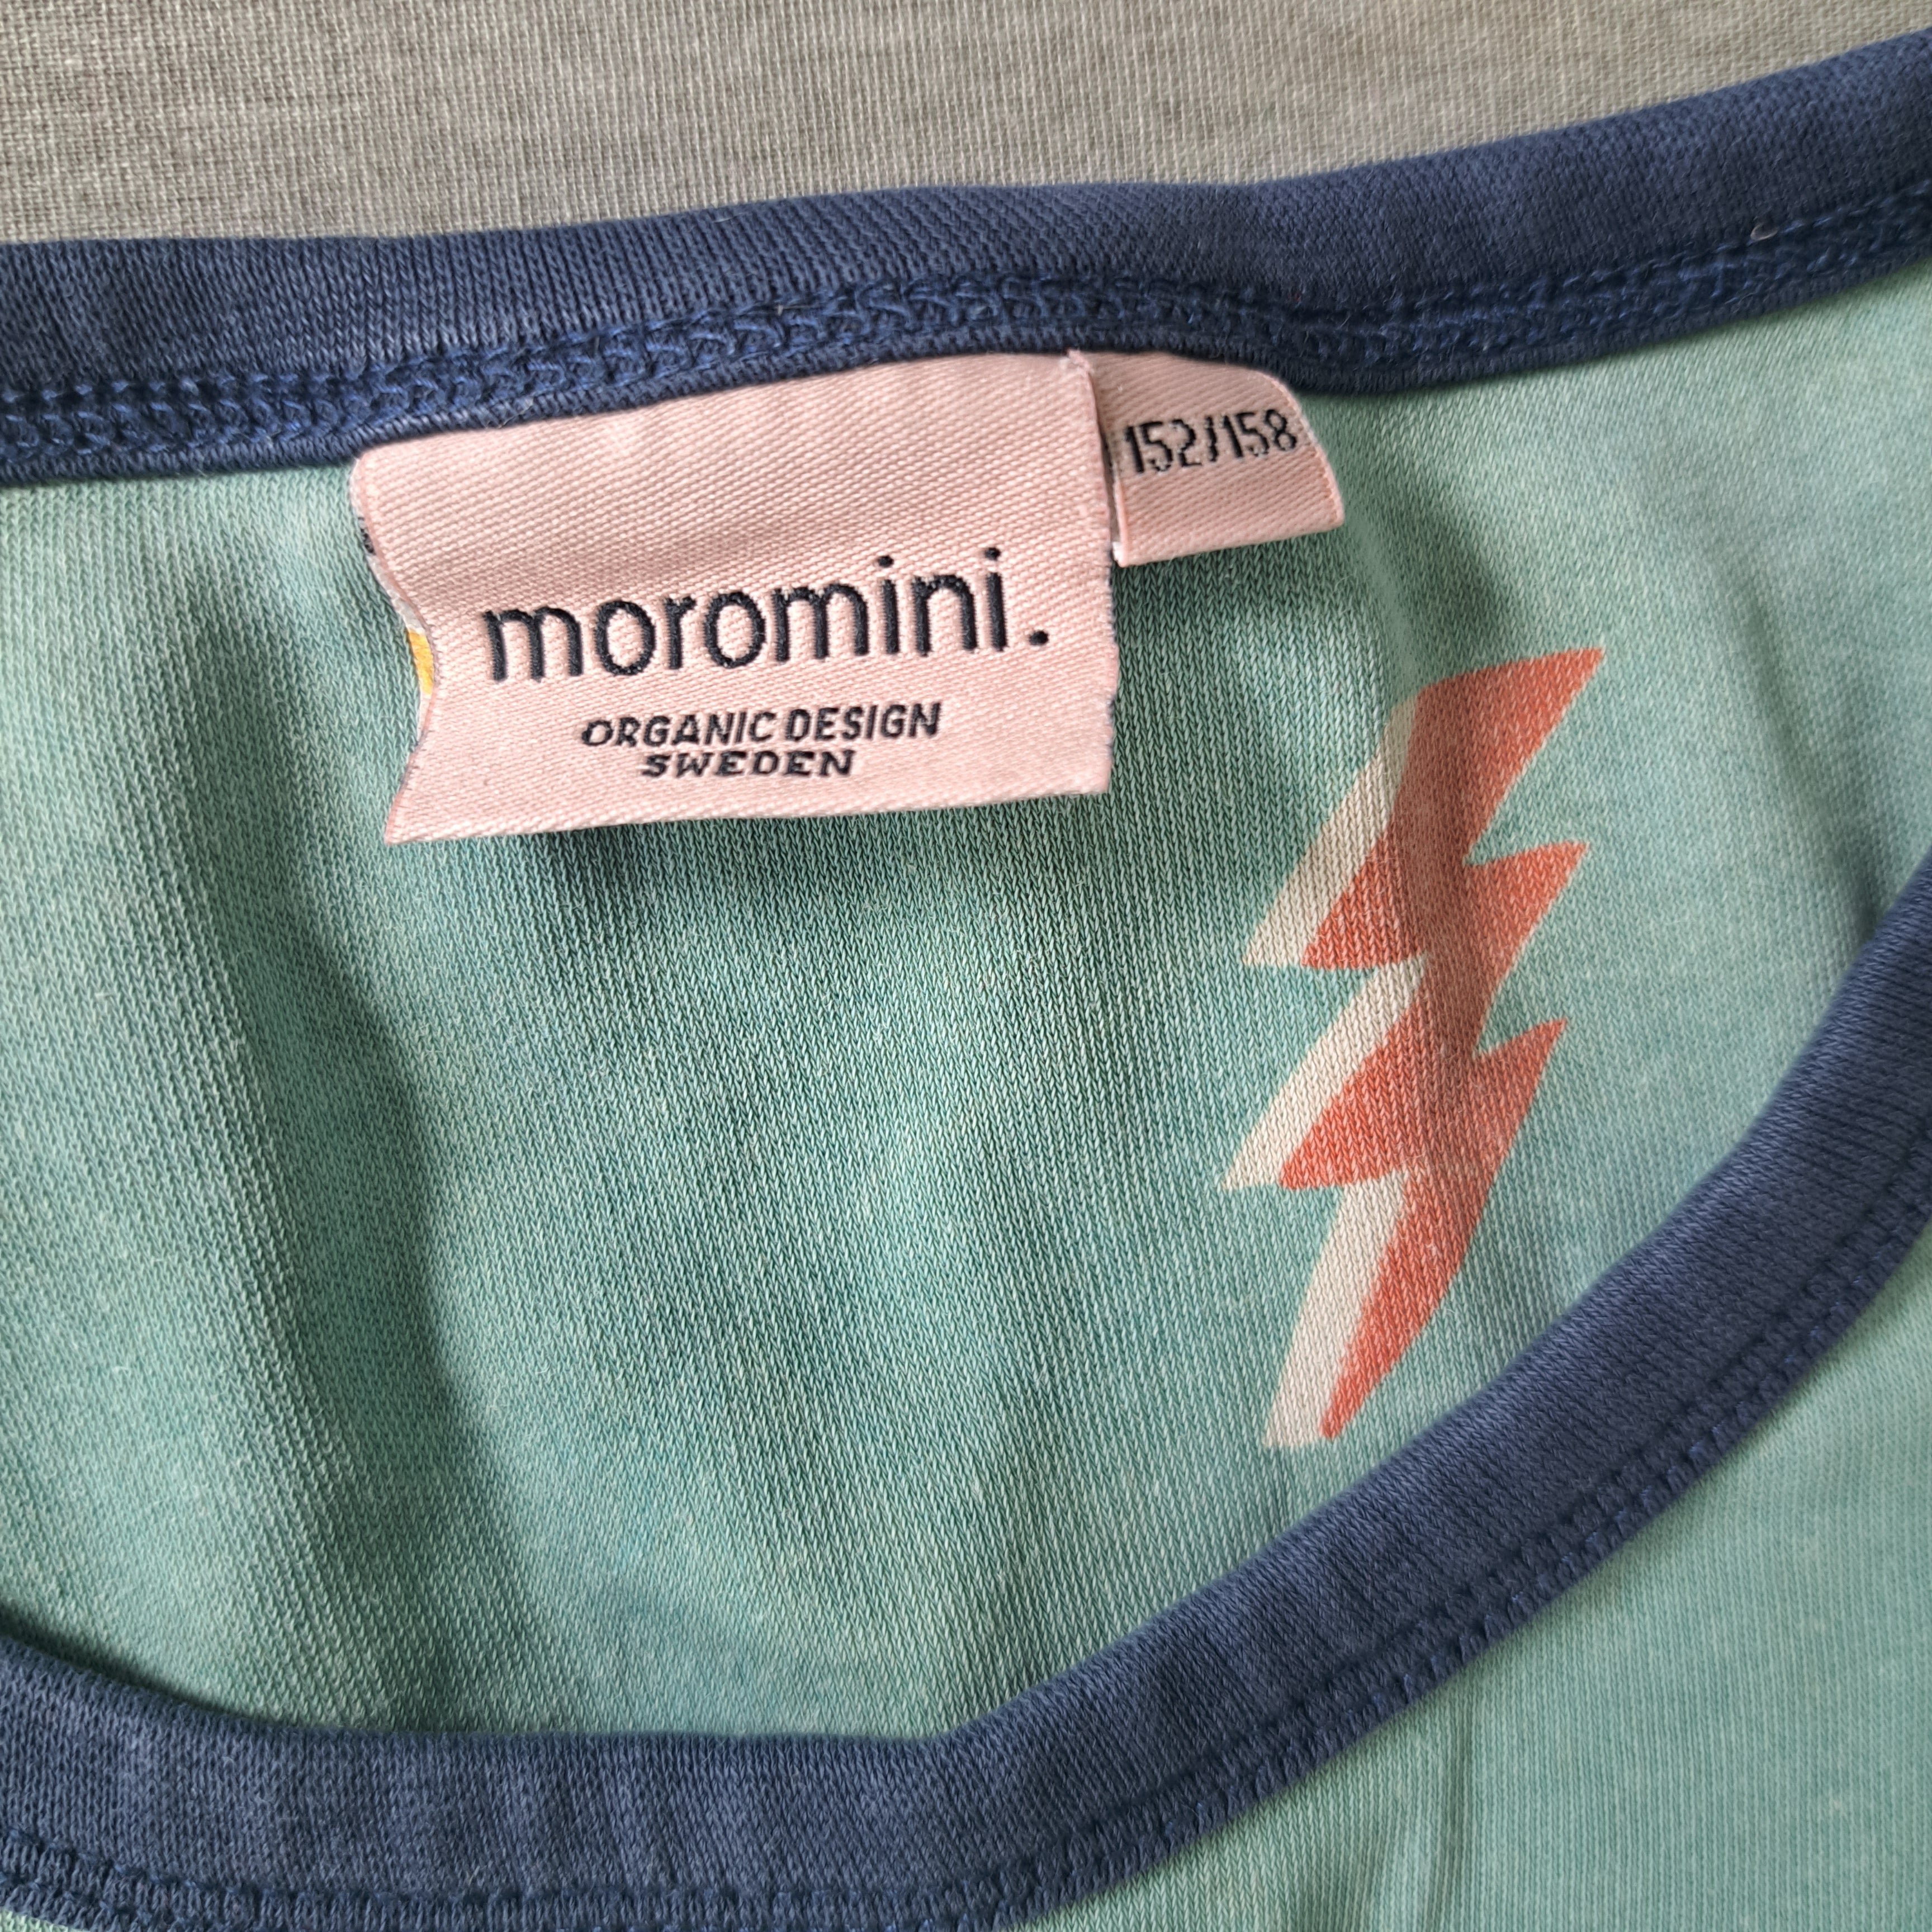 152/158
moromini.
ORGANIC DESIGN
SWEDEN